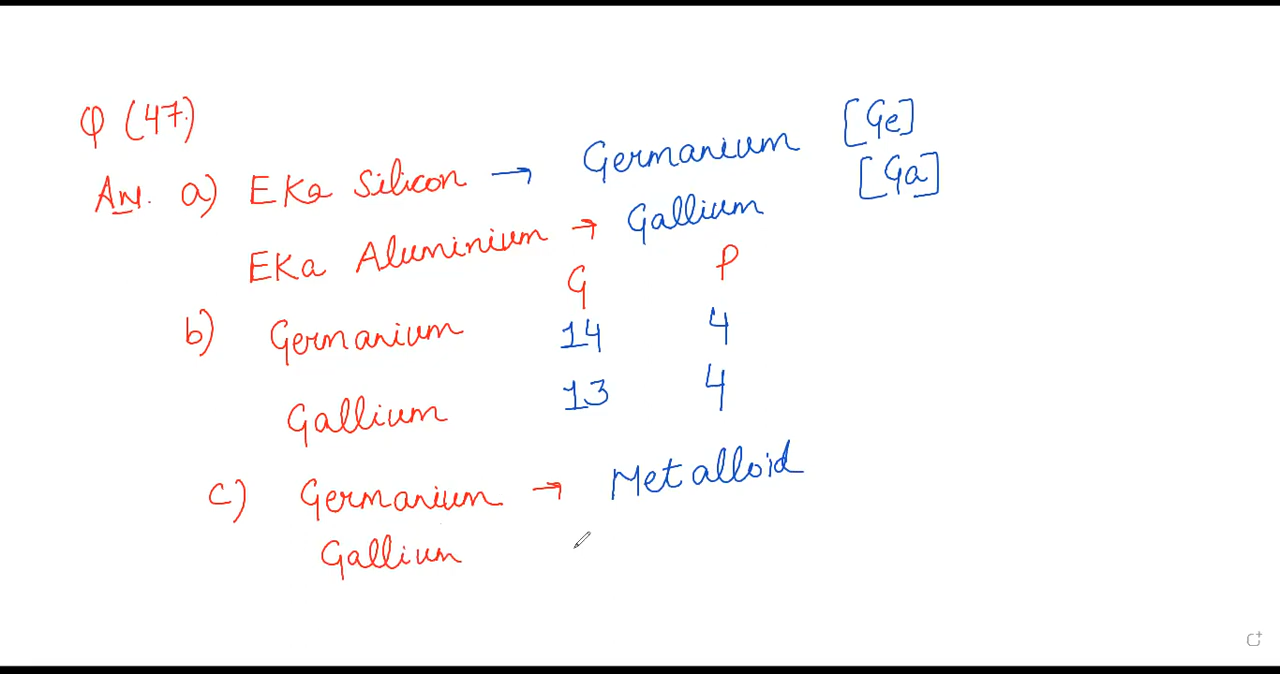 Q (47.)
[Ge]
Ans. a) EKa Silicon → Germanium
[Ga]
EKa Aluminium → Gallium
G P
b) Germanium 14 4
Gallium 13 4
c) Germanium → Metalloid
Gallium